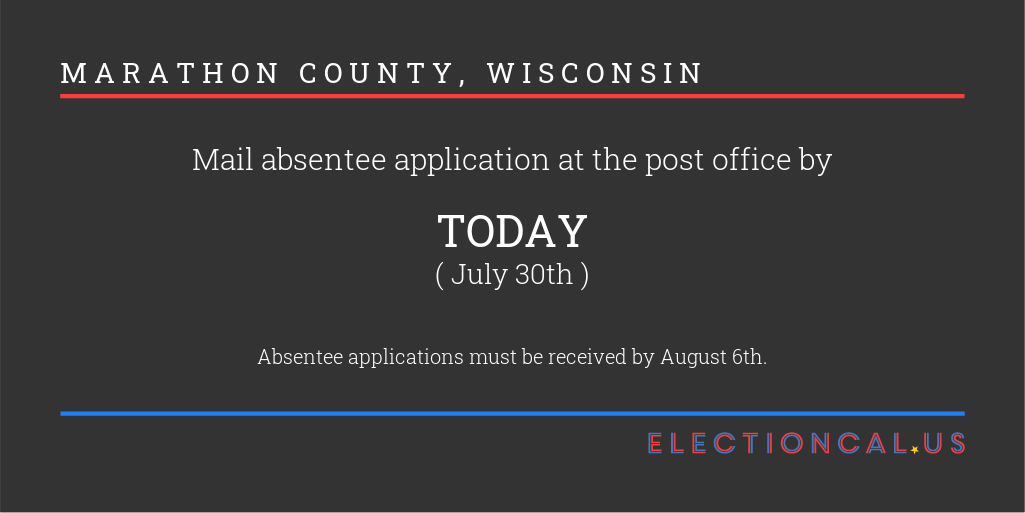 MARATHON COUNTY, WISCONSIN
Mail absentee application at the post office by
TODAY
( July 30th )
Absentee applications must be received by August 6th.
ELECTIONCAL.US